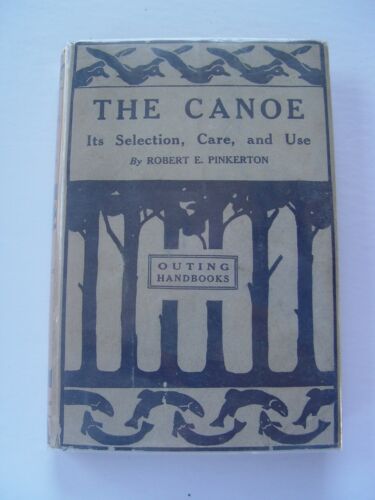 THE CANOE
Its Selection, Care, and Use
By ROBERT E. PINKERTON
OUTING
HANDBOOKS